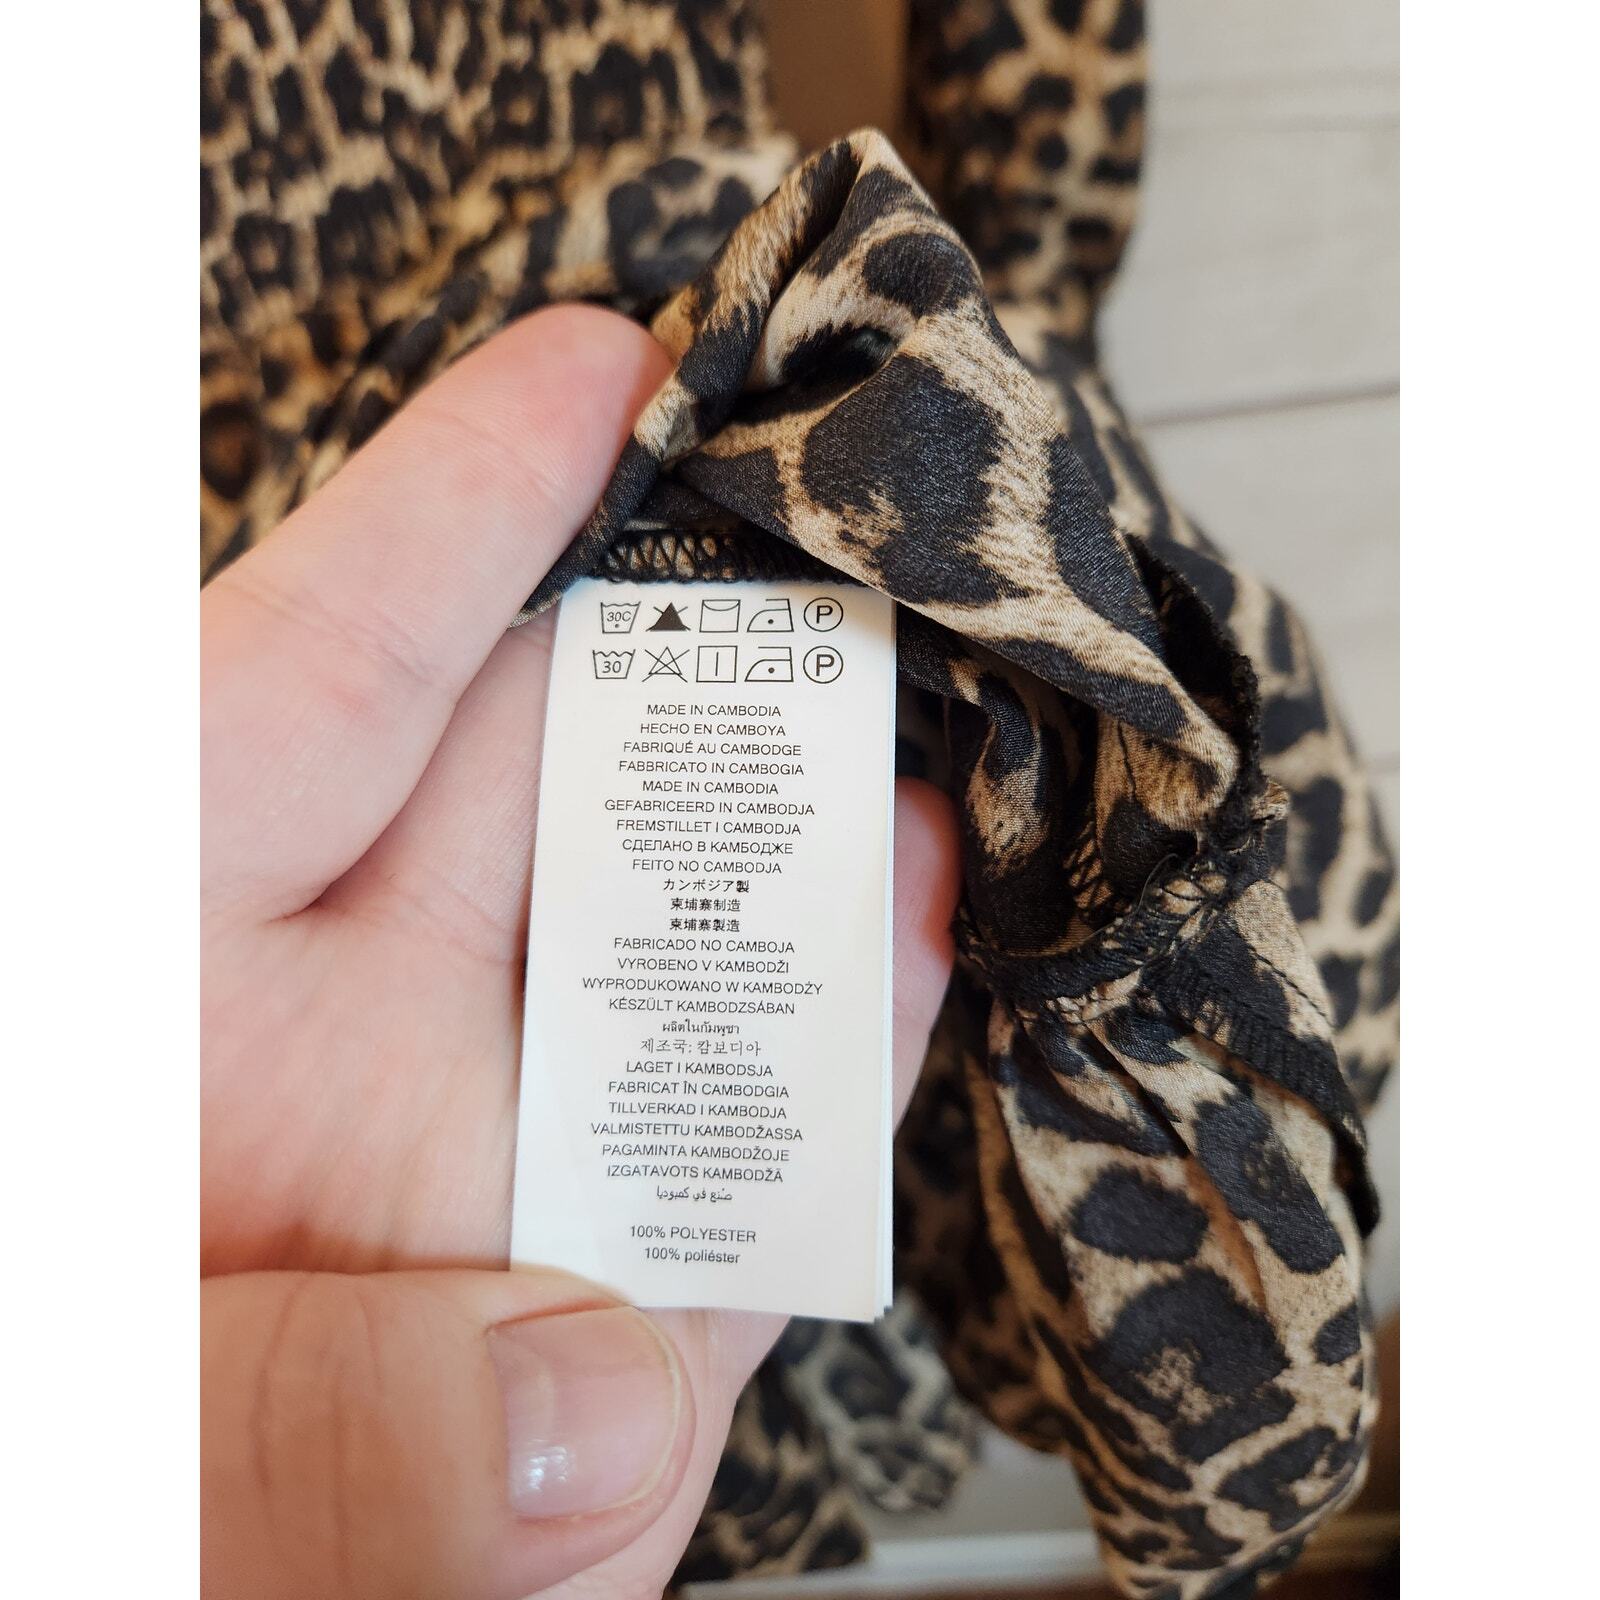 30C P
30 P
MADE IN CAMBODIA
HECHO EN CAMBOYA
FABRIQUÉ AU CAMBODGE
FABBRICATO IN CAMBOGIA
MADE IN CAMBODIA
GEFABRICEERD IN CAMBODJA
FREMSTILLET I CAMBODJA
СДЕЛАНО В КАМБОДЖЕ
FEITO NO CAMBODJA
カンボジア製
柬埔寨制造
柬埔寨製造
FABRICADO NO CAMBOJA
VYROBENO V KAMBODŽI
WYPRODUKOWANO W KAMBODŻY
KÉSZÜLT KAMBODZSÁBAN
ผลิตในกัมพูชา
제조국: 캄보디아
LAGET I KAMBODSJA
FABRICAT ÎN CAMBODGIA
TILLVERKAD I KAMBODJA
VALMISTETTU KAMBODŽASSA
PAGAMINTA KAMBODŽOJE
IZGATAVOTS KAMBODŽĀ
صنع في كمبوديا
100% POLYESTER
100% poliéster